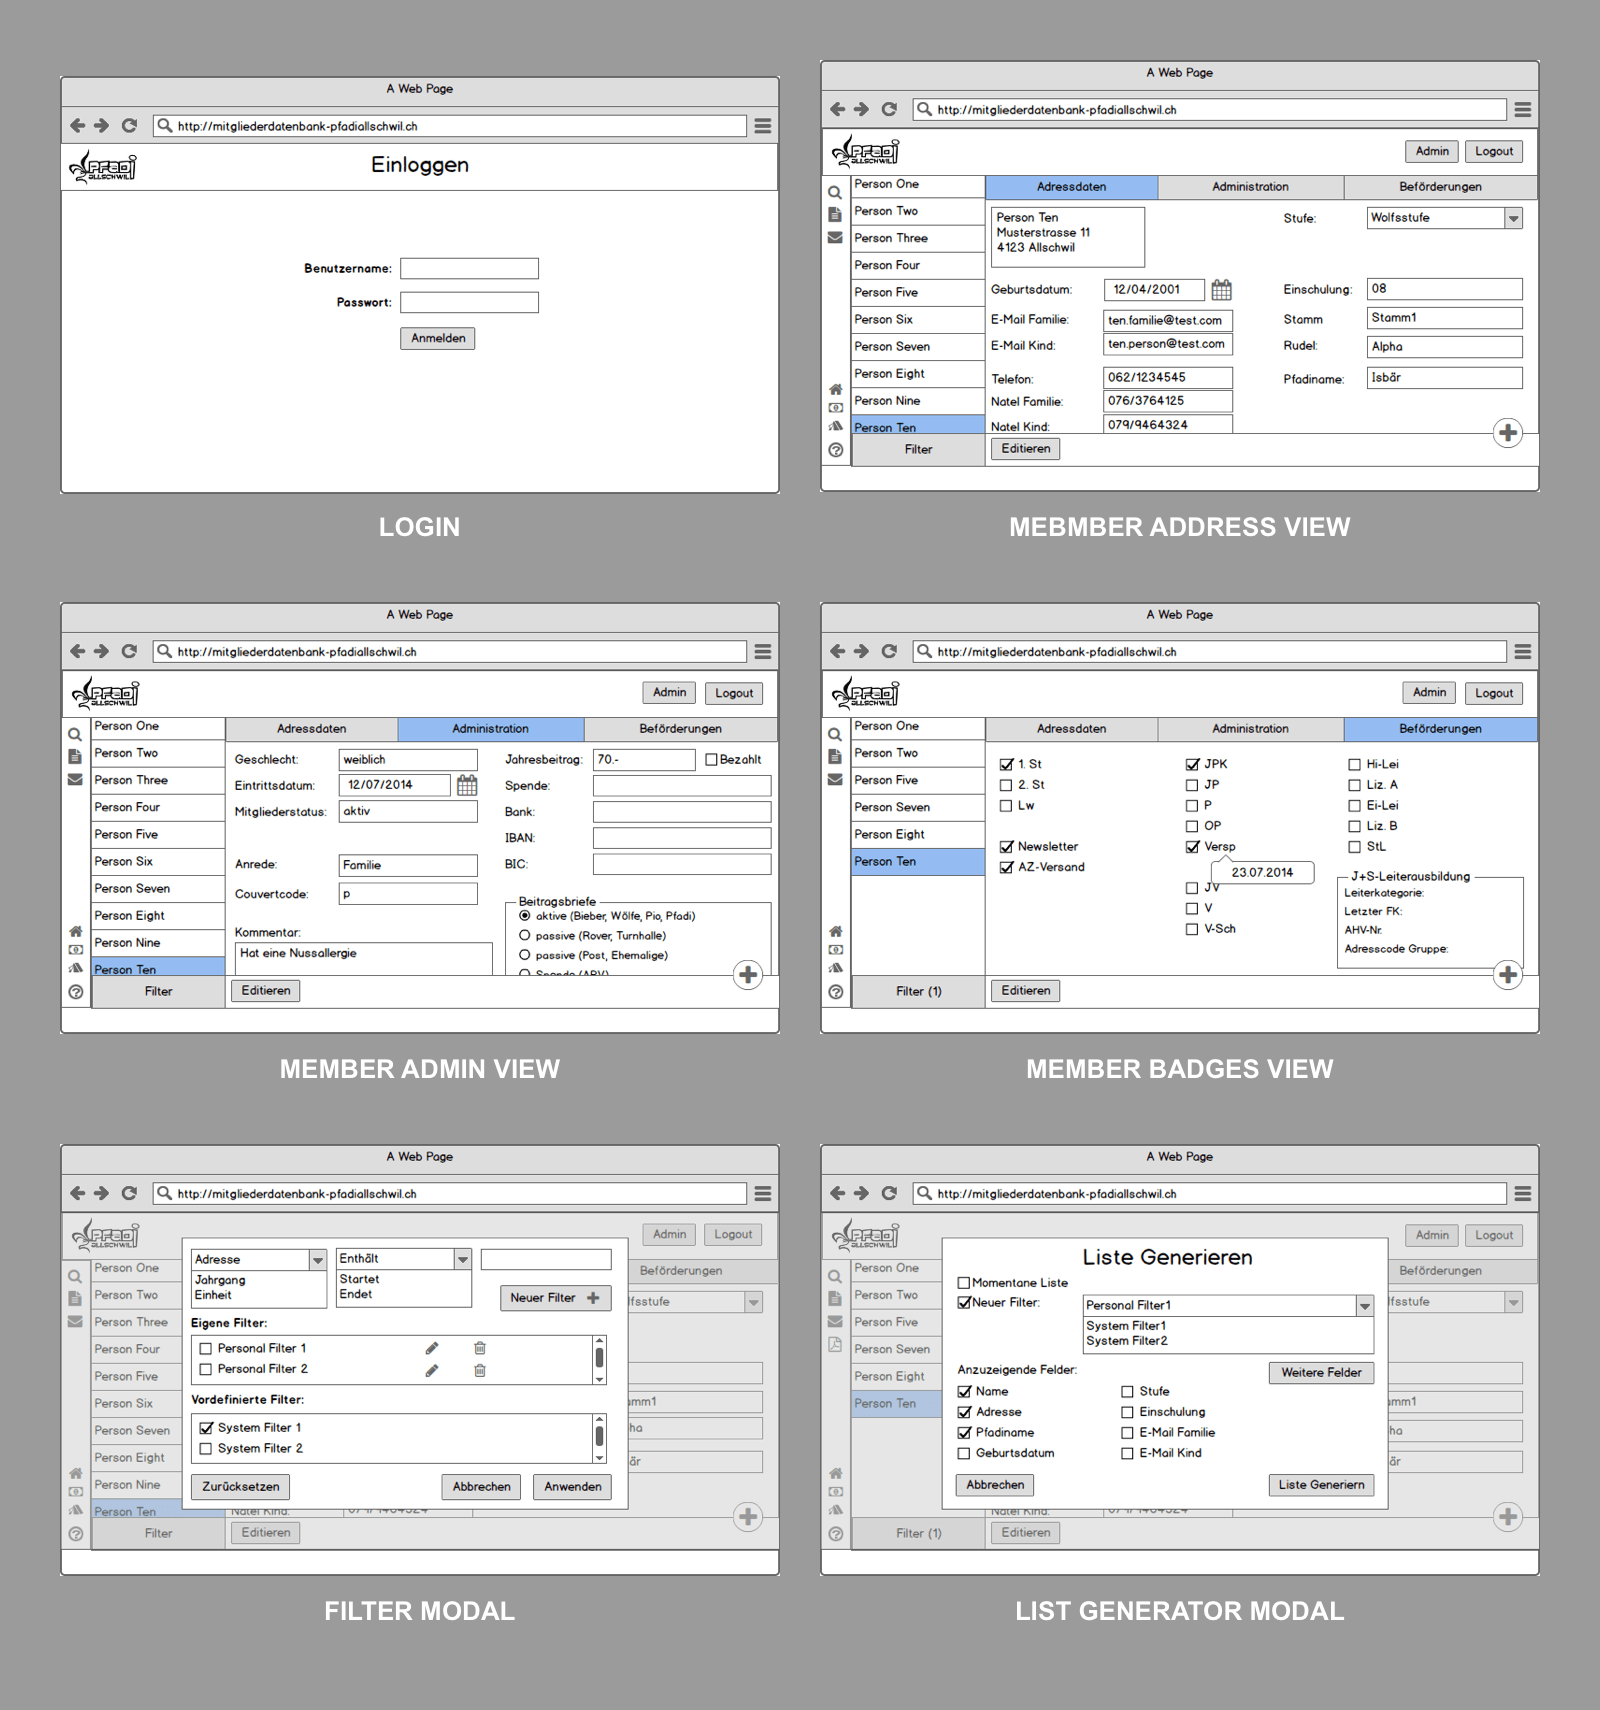 A Web Page
http://mitgliederdatenbank-pfadiallschwil.ch
Pfadi
ALLSCHWIL
Einloggen
Benutzername:
Passwort:
Anmelden
LOGIN
A Web Page
http://mitgliederdatenbank-pfadiallschwil.ch
Pfadi
ALLSCHWIL
Admin Logout
Person One
Person Two
Person Three
Person Four
Person Five
Person Six
Person Seven
Person Eight
Person Nine
Person Ten
Filter
Adressdaten Administration Beförderungen
Person Ten
Musterstrasse 11
4123 Allschwil
Stufe: Wolfsstufe
Geburtsdatum: 12/04/2001
Einschulung: 08
E-Mail Familie: ten.familie@test.com
Stamm Stamm1
E-Mail Kind: ten.person@test.com
Rudel: Alpha
Telefon: 062/1234545
Pfadiname: Isbär
Natel Familie: 076/3764125
Natel Kind: 079/9464324
Editieren
MEBMBER ADDRESS VIEW
A Web Page
http://mitgliederdatenbank-pfadiallschwil.ch
Pfadi
ALLSCHWIL
Admin Logout
Person One
Person Two
Person Three
Person Four
Person Five
Person Six
Person Seven
Person Eight
Person Nine
Person Ten
Filter
Adressdaten Administration Beförderungen
Geschlecht: weiblich
Eintrittsdatum: 12/07/2014
Mitgliederstatus: aktiv
Anrede: Familie
Couvertcode: p
Kommentar:
Hat eine Nussallergie
Jahresbeitrag: 70.- Bezahlt
Spende:
Bank:
IBAN:
BIC:
Beitragsbriefe
aktive (Bieber, Wölfe, Pio, Pfadi)
passive (Rover, Turnhalle)
passive (Post, Ehemalige)
Spende (APV)
Editieren
MEMBER ADMIN VIEW
A Web Page
http://mitgliederdatenbank-pfadiallschwil.ch
Pfadi
ALLSCHWIL
Admin Logout
Person One
Person Two
Person Five
Person Seven
Person Eight
Person Ten
Filter (1)
Adressdaten Administration Beförderungen
1. St
2. St
Lw
Newsletter
AZ-Versand
JPK
JP
P
OP
Versp
23.07.2014
JV
V
V-Sch
Hi-Lei
Liz. A
Ei-Lei
Liz. B
StL
J+S-Leiterausbildung
Leiterkategorie:
Letzter FK:
AHV-Nr.
Adresscode Gruppe:
Editieren
MEMBER BADGES VIEW
A Web Page
http://mitgliederdatenbank-pfadiallschwil.ch
Pfadi
ALLSCHWIL
Admin Logout
Person One
Person Two
Person Three
Person Four
Person Five
Person Six
Person Seven
Person Eight
Person Nine
Person Ten
Filter
Beförderungen
lfsstufe
amm1
ha
är
Natel Kind: 079/9464324
Editieren
Adresse
Jahrgang
Einheit
Enthält
Startet
Endet
Neuer Filter
Eigene Filter:
Personal Filter 1
Personal Filter 2
Vordefinierte Filter:
System Filter 1
System Filter 2
Zurücksetzen Abbrechen Anwenden
FILTER MODAL
A Web Page
http://mitgliederdatenbank-pfadiallschwil.ch
Pfadi
ALLSCHWIL
Admin Logout
Person One
Person Two
Person Five
Person Seven
Person Eight
Person Ten
Filter (1)
Beförderungen
lfsstufe
amm1
ha
är
Natel Kind: 079/9464324
Editieren
Liste Generieren
Momentane Liste
Neuer Filter:
Personal Filter1
System Filter1
System Filter2
Anzuzeigende Felder:
Weitere Felder
Name
Adresse
Pfadiname
Geburtsdatum
Stufe
Einschulung
E-Mail Familie
E-Mail Kind
Abbrechen Liste Generiern
LIST GENERATOR MODAL